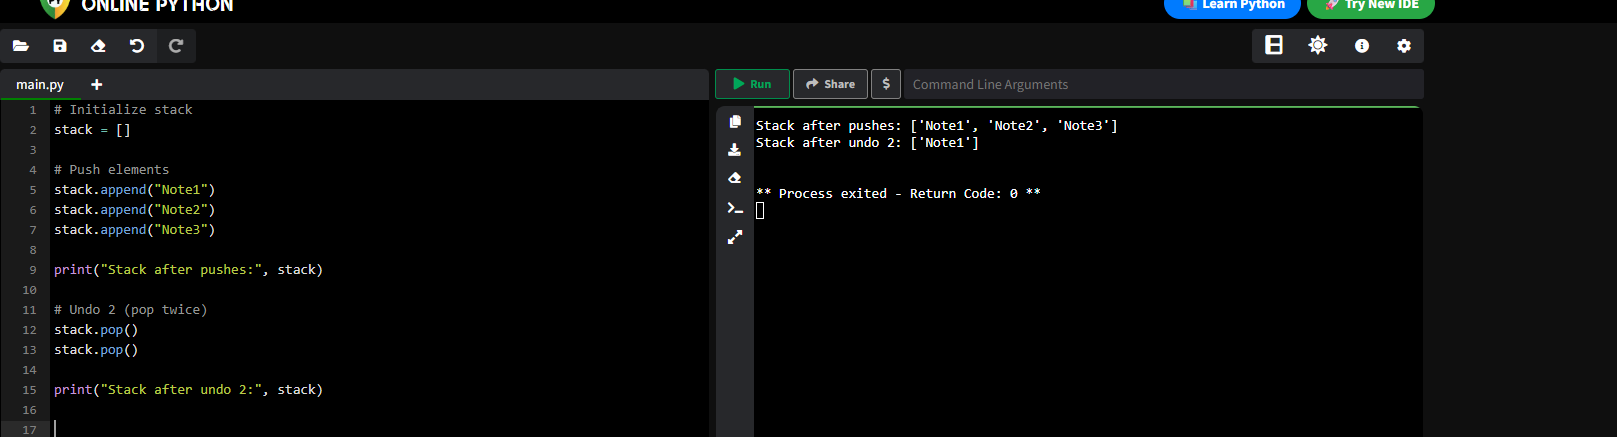 ONLINE PYTHON
Learn Python
Try New IDE
main.py
Run
Share
$
Command Line Arguments
1 # Initialize stack
2 stack = []
3
4 # Push elements
5 stack.append("Note1")
6 stack.append("Note2")
7 stack.append("Note3")
8
9 print("Stack after pushes:", stack)
10
11 # Undo 2 (pop twice)
12 stack.pop()
13 stack.pop()
14
15 print("Stack after undo 2:", stack)
16
17
Stack after pushes: ['Note1', 'Note2', 'Note3']
Stack after undo 2: ['Note1']
** Process exited - Return Code: 0 **